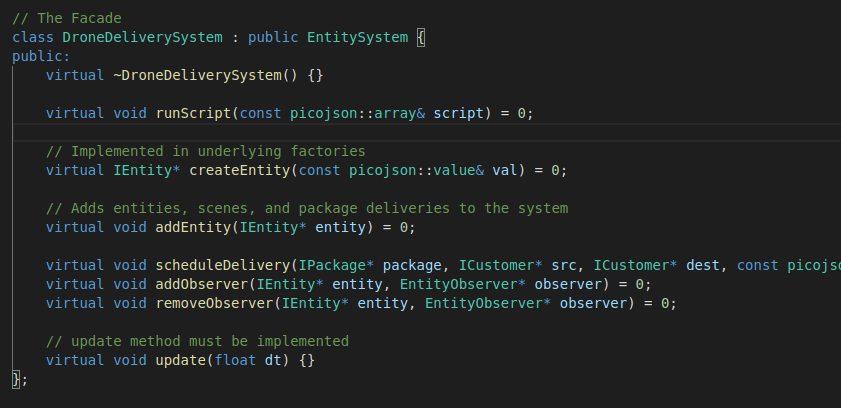 // The Facade
class DroneDeliverySystem : public EntitySystem {
public:
    virtual ~DroneDeliverySystem() {}
    virtual void runScript(const picojson::array& script) = 0;
    // Implemented in underlying factories
    virtual IEntity* createEntity(const picojson::value& val) = 0;
    // Adds entities, scenes, and package deliveries to the system
    virtual void addEntity(IEntity* entity) = 0;
    virtual void scheduleDelivery(IPackage* package, ICustomer* src, ICustomer* dest, const
    virtual void addObserver(IEntity* entity, EntityObserver* observer) = 0;
    virtual void removeObserver(IEntity* entity, EntityObserver* observer) = 0;
    // update method must be implemented
    virtual void update(float dt) {}
};